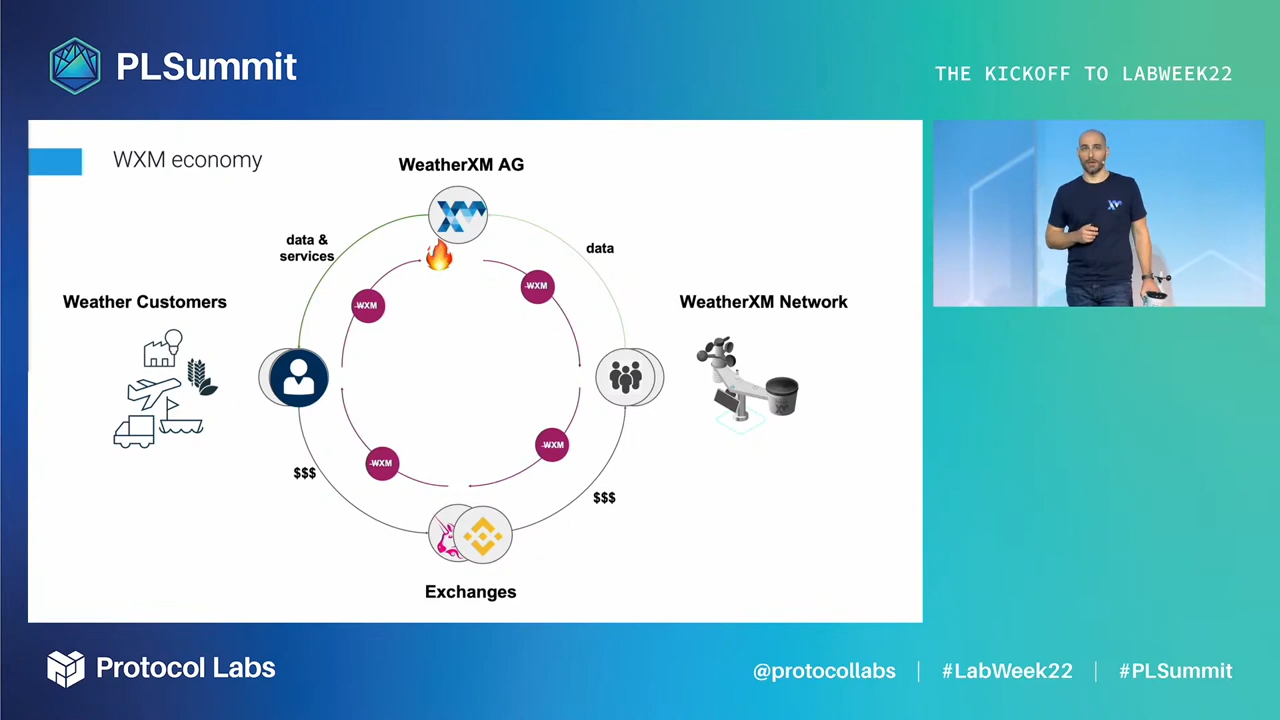 PLSummit
THE KICKOFF TO LABWEEK22
WXM economy
WeatherXM AG
data &
services
data
WXM
WXM
Weather Customers
WeatherXM Network
WXM
WXM
$$$
$$$
Exchanges
Protocol Labs
@protocollabs | #LabWeek22 | #PLSummit